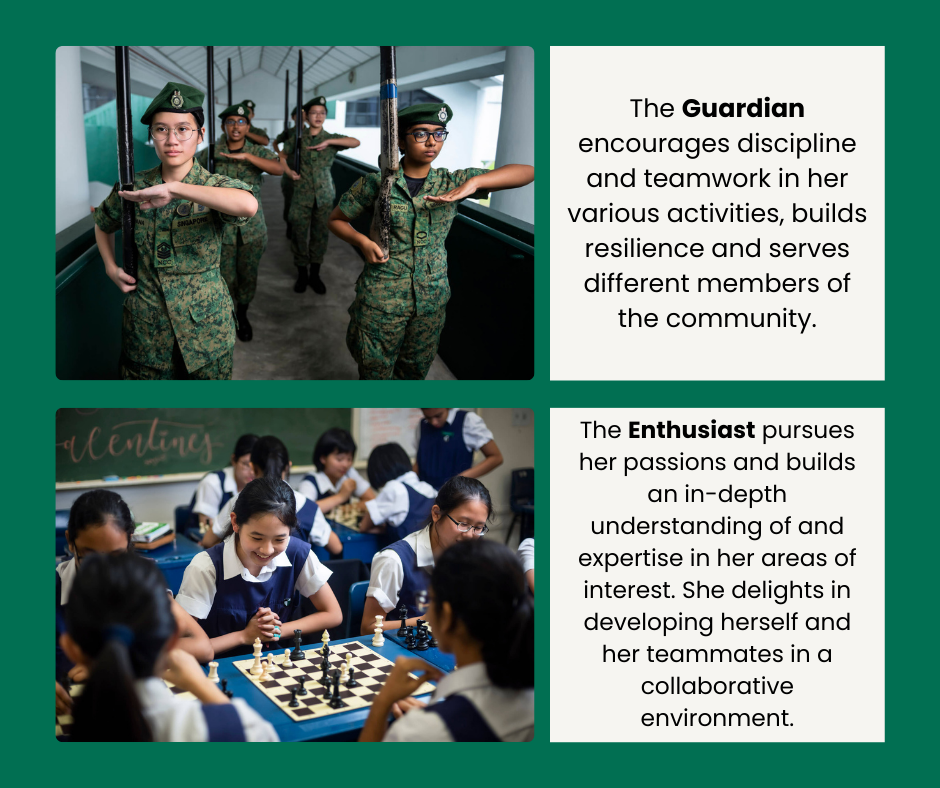 The Guardian
encourages discipline
and teamwork in her
various activities, builds
resilience and serves
different members of
the community.
alentines
The Enthusiast pursues
her passions and builds
an in-depth
understanding of and
expertise in her areas of
interest. She delights in
developing herself and
her teammates in a
collaborative
environment.